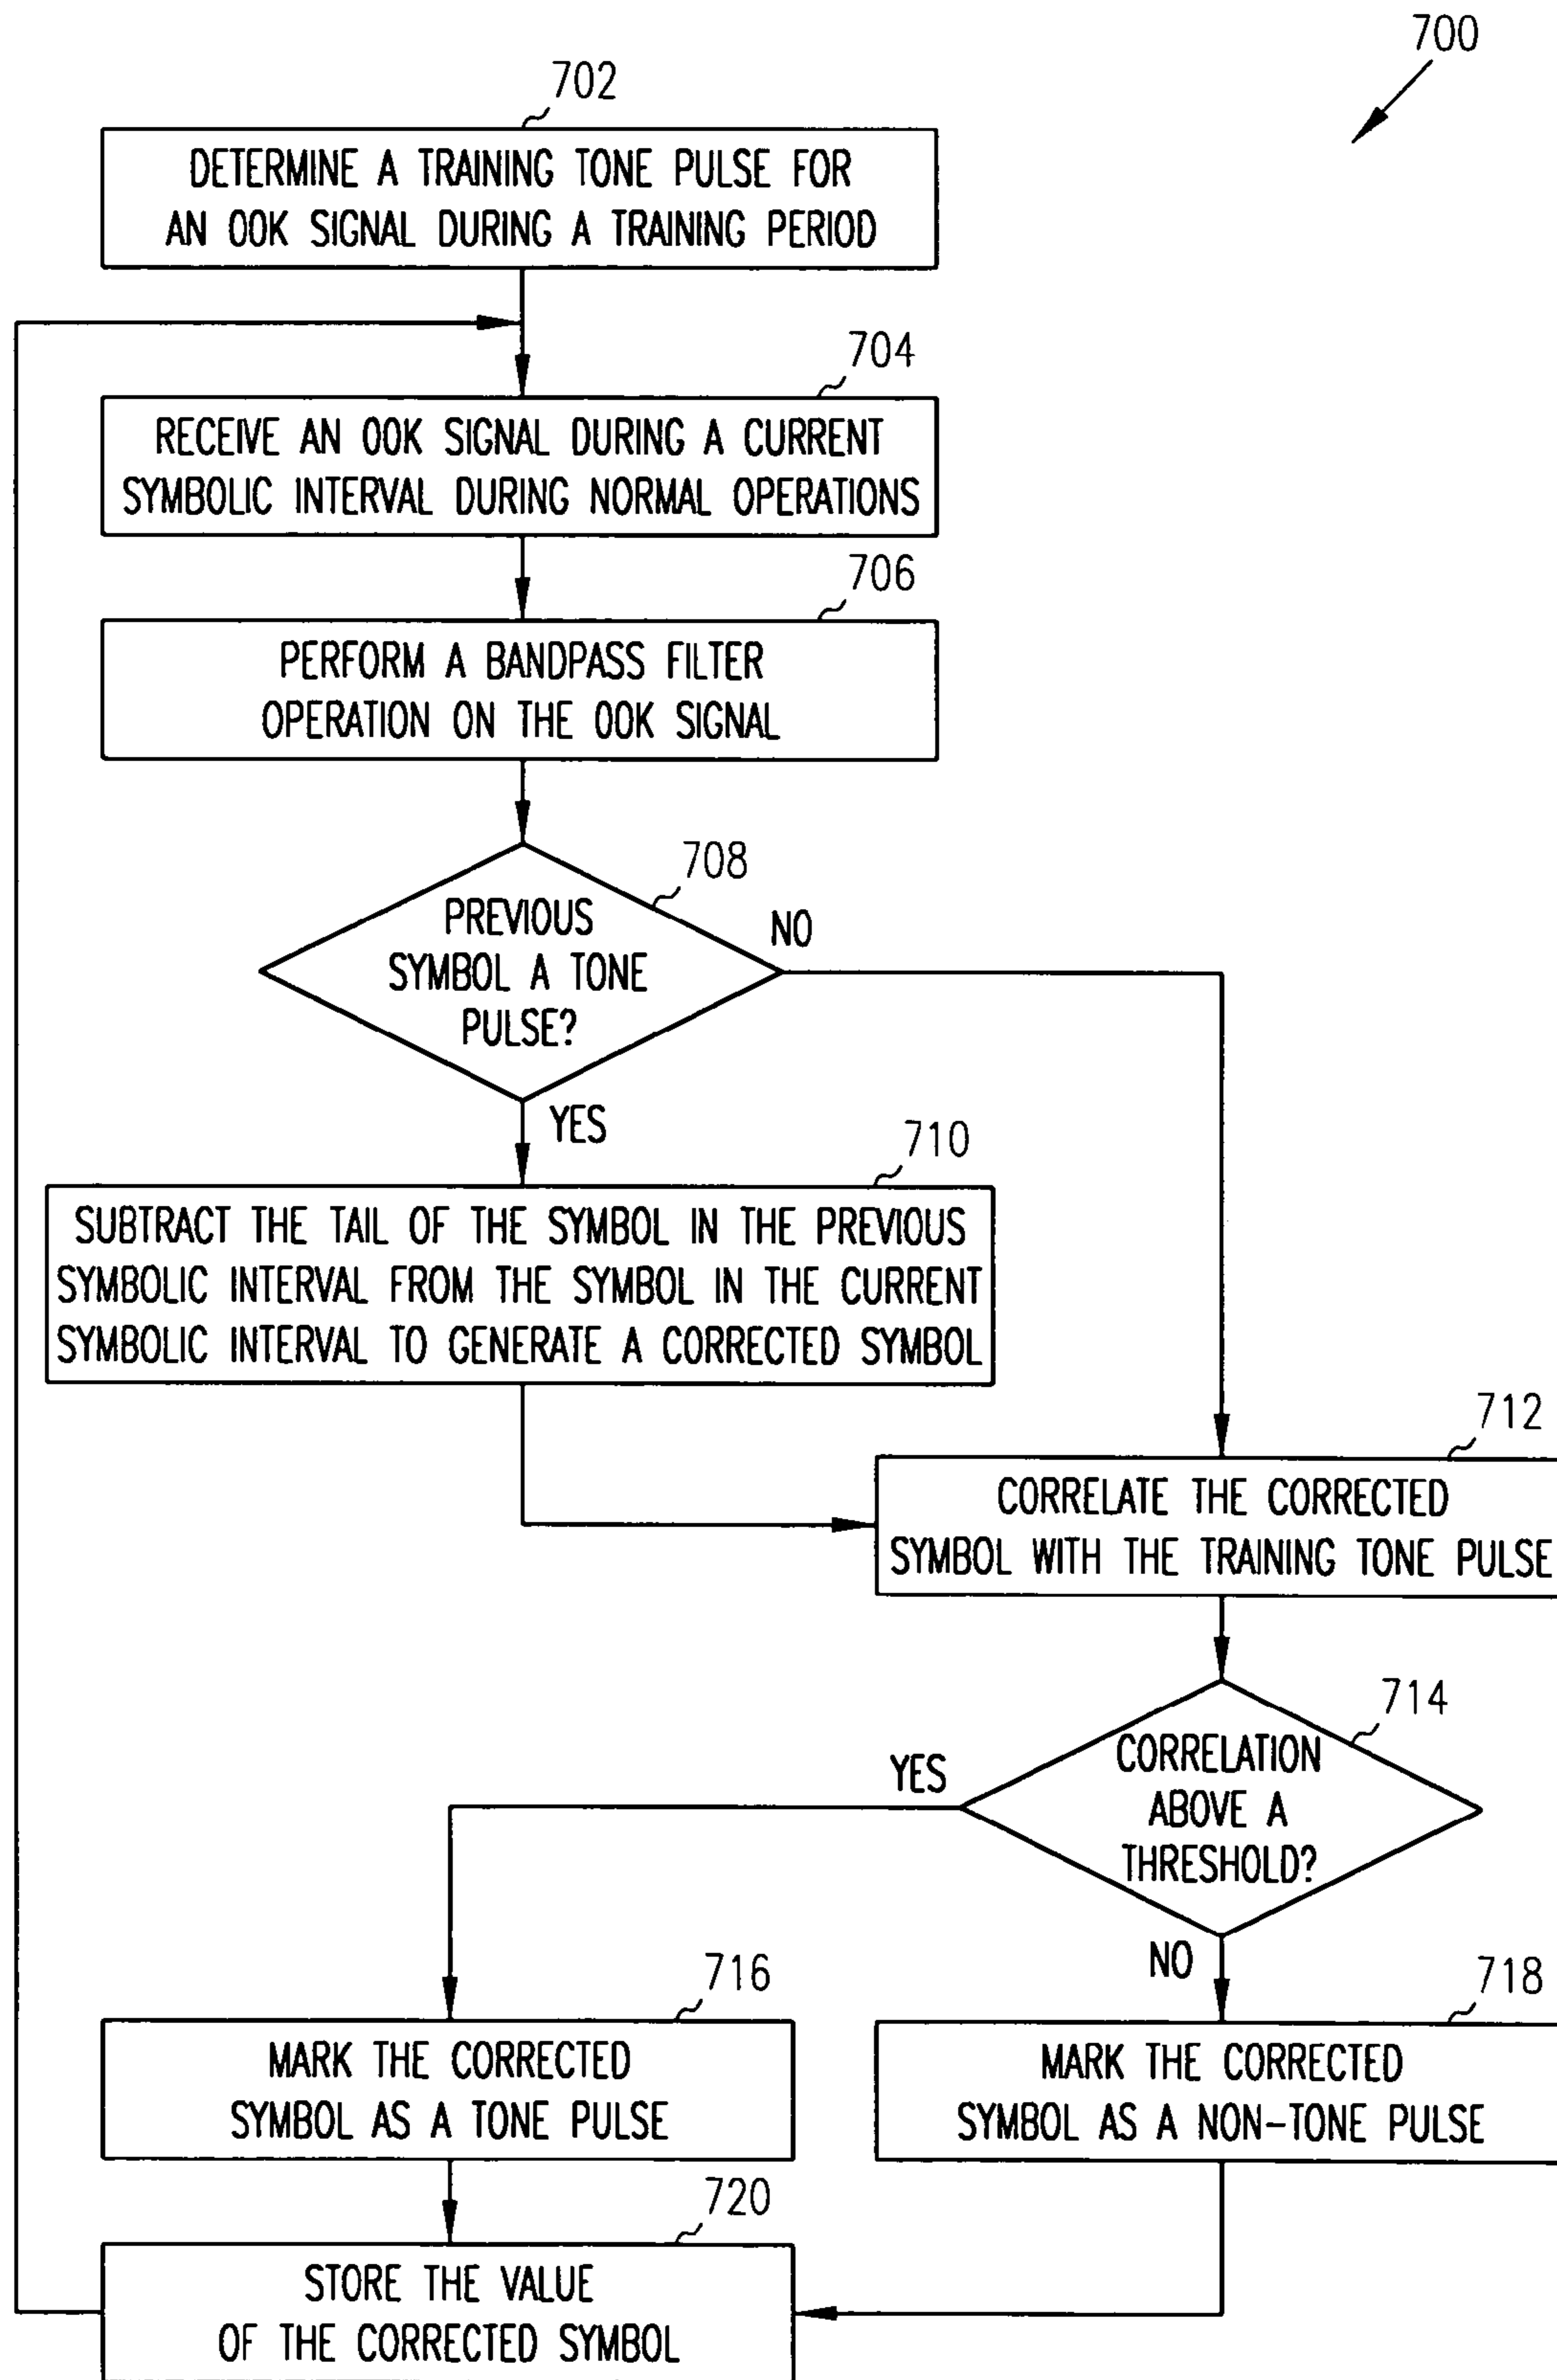 700
702
DETERMINE A TRAINING TONE PULSE FOR
AN OOK SIGNAL DURING A TRAINING PERIOD
704
RECEIVE AN OOK SIGNAL DURING A CURRENT
SYMBOLIC INTERVAL DURING NORMAL OPERATIONS
706
PERFORM A BANDPASS FILTER
OPERATION ON THE OOK SIGNAL
708
PREVIOUS
SYMBOL A TONE
PULSE?
NO
YES
710
SUBTRACT THE TAIL OF THE SYMBOL IN THE PREVIOUS
SYMBOLIC INTERVAL FROM THE SYMBOL IN THE CURRENT
SYMBOLIC INTERVAL TO GENERATE A CORRECTED SYMBOL
712
CORRELATE THE CORRECTED
SYMBOL WITH THE TRAINING TONE PULSE
714
CORRELATION
ABOVE A
THRESHOLD?
YES
NO
716
MARK THE CORRECTED
SYMBOL AS A TONE PULSE
718
MARK THE CORRECTED
SYMBOL AS A NON-TONE PULSE
720
STORE THE VALUE
OF THE CORRECTED SYMBOL